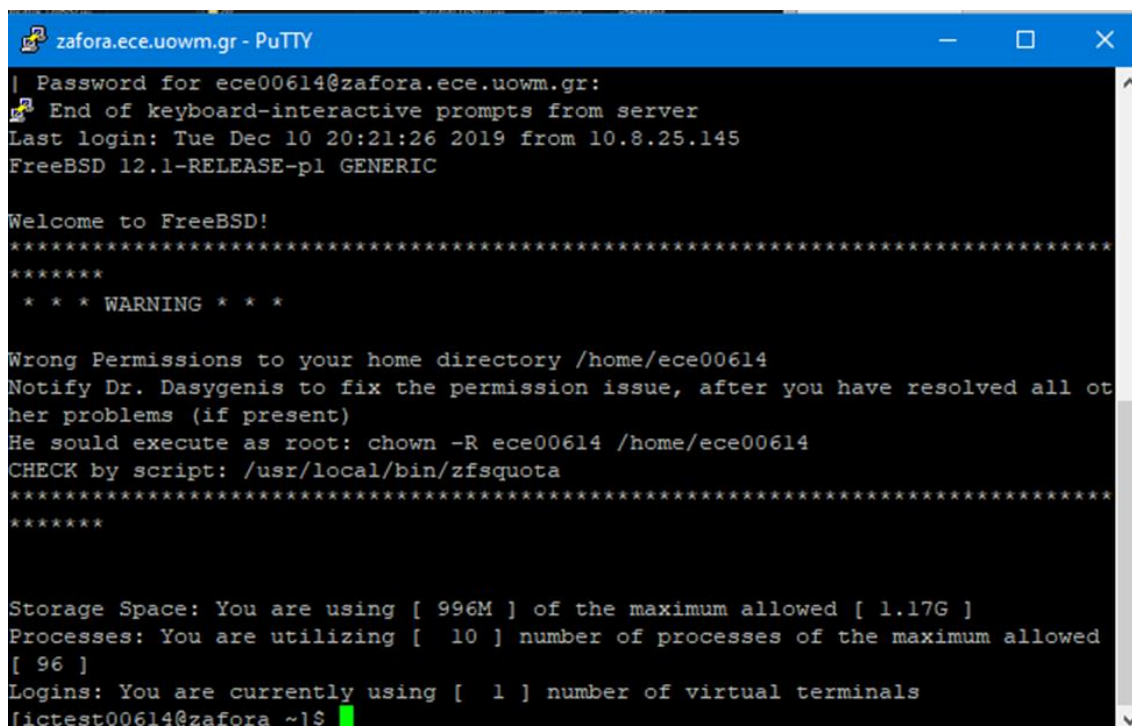 zafora.ece.uowm.gr - PuTTY
| Password for ece00614@zafora.ece.uowm.gr:
End of keyboard-interactive prompts from server
Last login: Tue Dec 10 20:21:26 2019 from 10.8.25.145
FreeBSD 12.1-RELEASE-p1 GENERIC
Welcome to FreeBSD!
********************************************************************************
*******
* * * WARNING * * *
Wrong Permissions to your home directory /home/ece00614
Notify Dr. Dasygenis to fix the permission issue, after you have resolved all ot
her problems (if present)
He sould execute as root: chown -R ece00614 /home/ece00614
CHECK by script: /usr/local/bin/zfsquota
********************************************************************************
*******
Storage Space: You are using [ 996M ] of the maximum allowed [ 1.17G ]
Processes: You are utilizing [  10 ] number of processes of the maximum allowed
[ 96 ]
Logins: You are currently using [  1 ] number of virtual terminals
[ictest00614@zafora ~]$